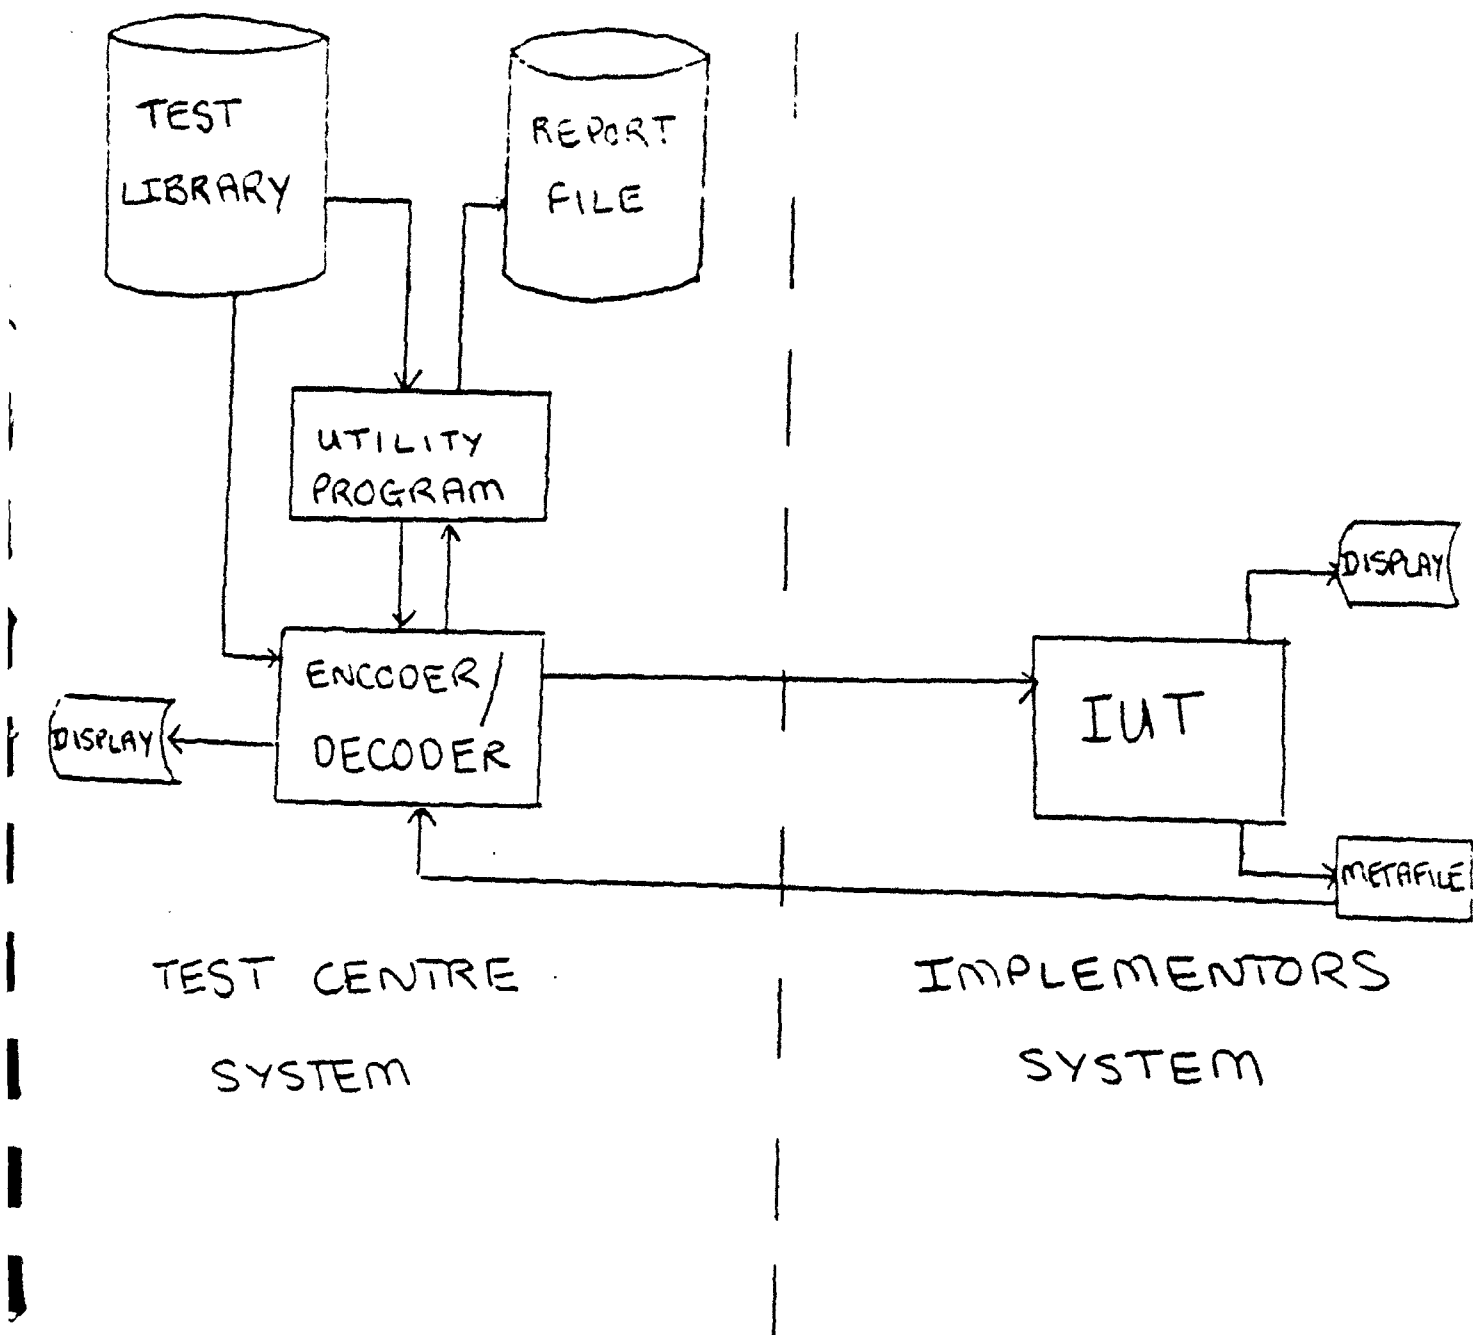 TEST
LIBRARY
REPORT
FILE
UTILITY
PROGRAM
ENCODER/
DECODER
DISPLAY
IUT
DISPLAY
METAFILE
TEST CENTRE
SYSTEM
IMPLEMENTORS
SYSTEM